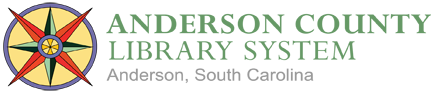 ANDERSON COUNTY
LIBRARY SYSTEM
Anderson, South Carolina